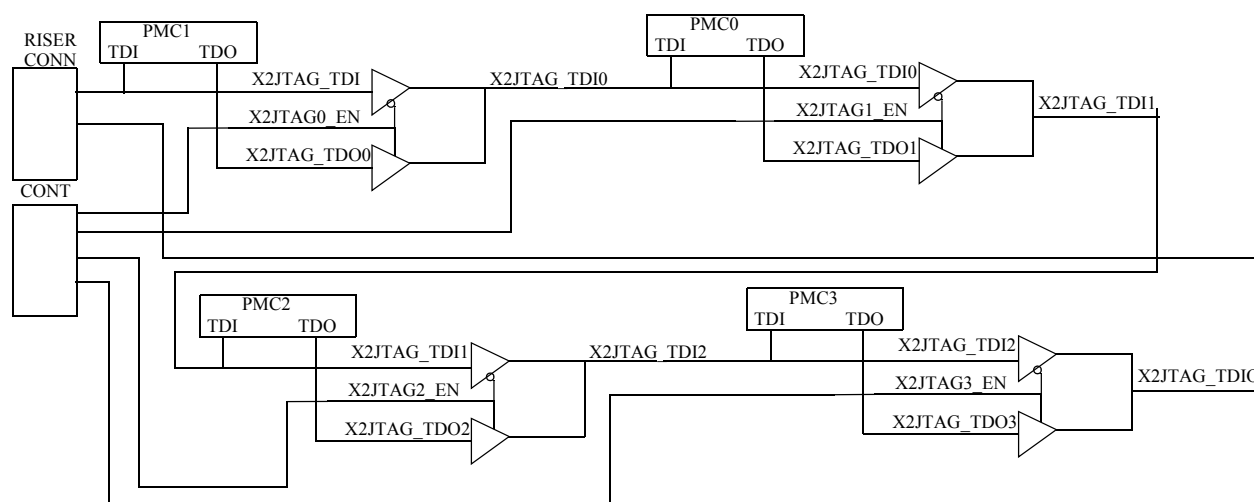 RISER
CONN
PMC1
TDI TDO
X2JTAG_TDI
X2JTAG0_EN
X2JTAG_TDO0
X2JTAG_TDI0
PMC0
TDI TDO
X2JTAG_TDI0
X2JTAG1_EN
X2JTAG_TDO1
X2JTAG_TDI1
CONT
PMC2
TDI TDO
X2JTAG_TDI1
X2JTAG2_EN
X2JTAG_TDO2
X2JTAG_TDI2
PMC3
TDI TDO
X2JTAG_TDI2
X2JTAG3_EN
X2JTAG_TDO3
X2JTAG_TDIO